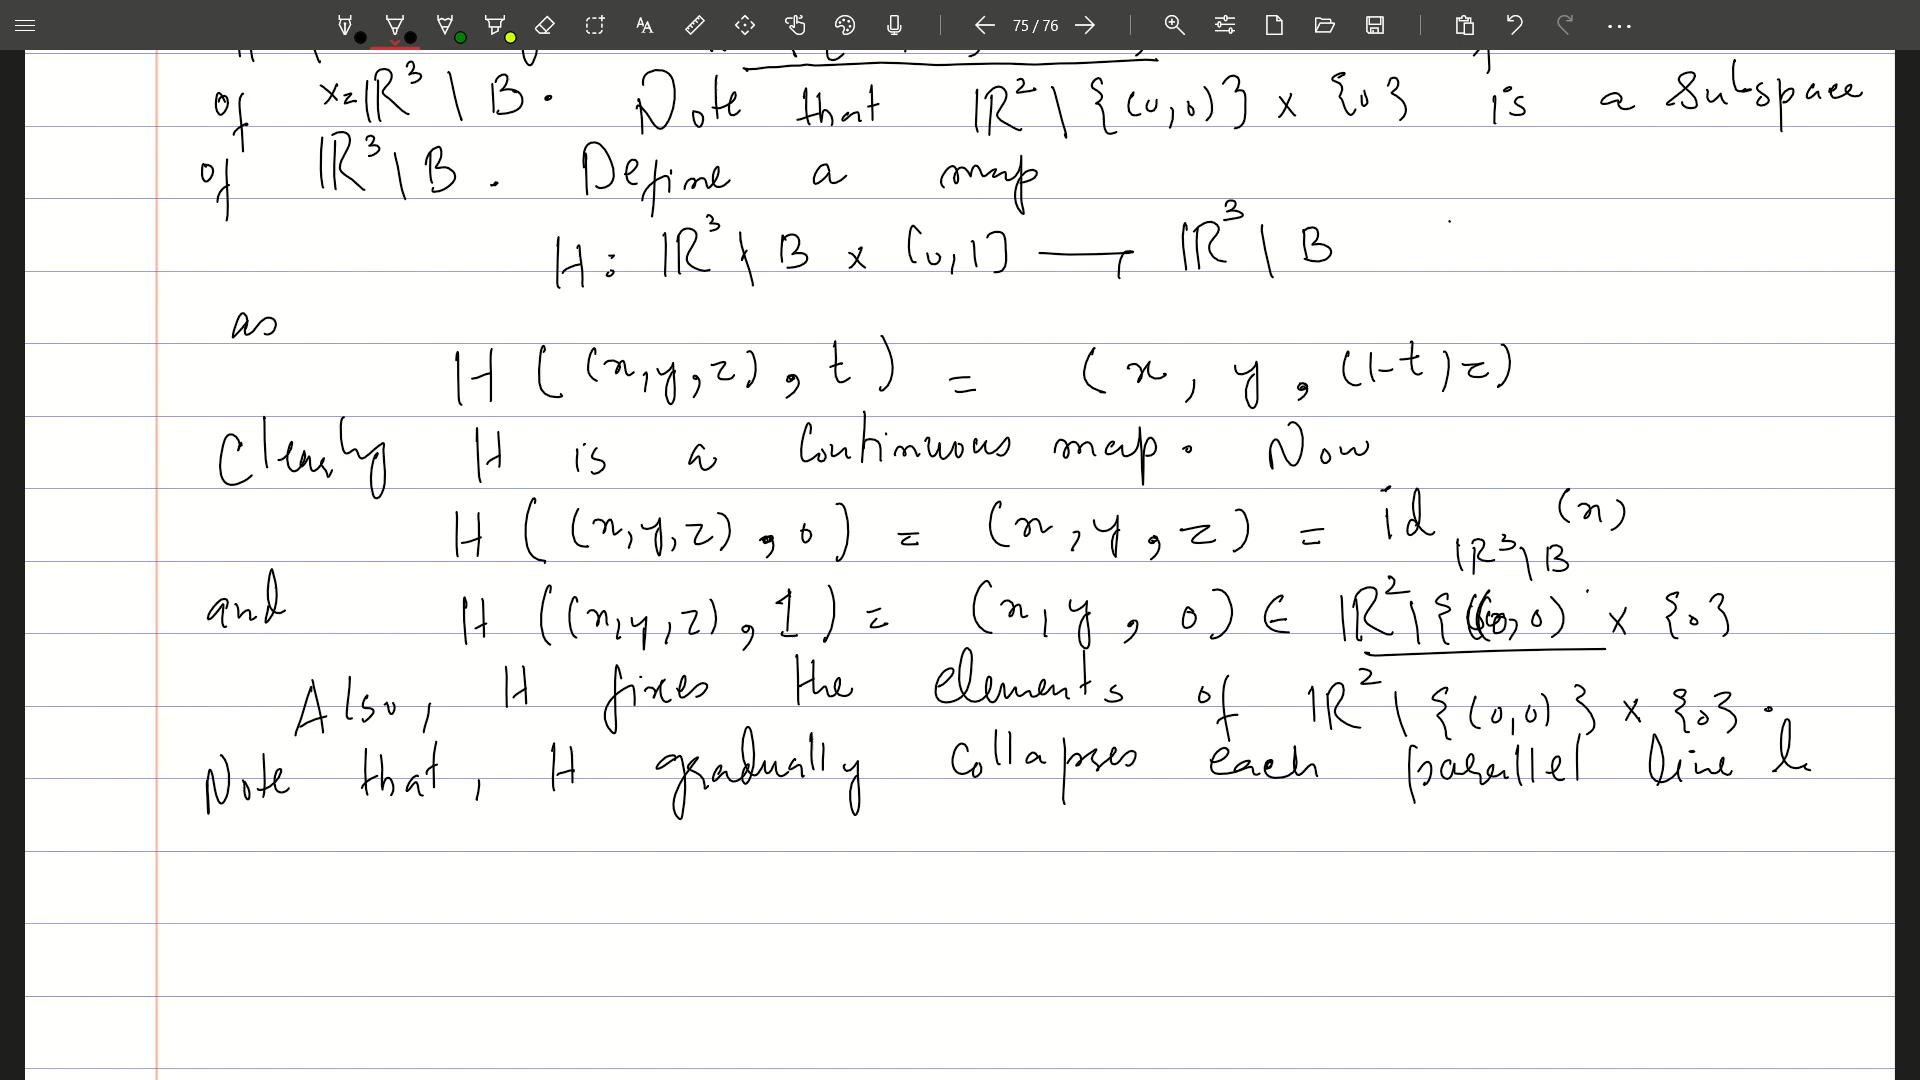 75 / 76
of x=ℝ³ \ B. Note that ℝ² \ {(0,0)} × {0} is a subspace
of ℝ³ \ B. Define a map
H: ℝ³ \ B × [0,1] ⟶ ℝ³ \ B
as
H ((x,y,z), t) = (x, y, (1-t)z)
Clearly H is a continuous map. Now
H ((x,y,z), 0) = (x, y, z) = id_{ℝ³\B} (x)
and H ((x,y,z), 1) = (x, y, 0) ∈ ℝ² \ {(0,0) × {0}
Also, H fixes the elements of ℝ² \ {(0,0)} × {0}.
Note that, H gradually collapses each parallel line